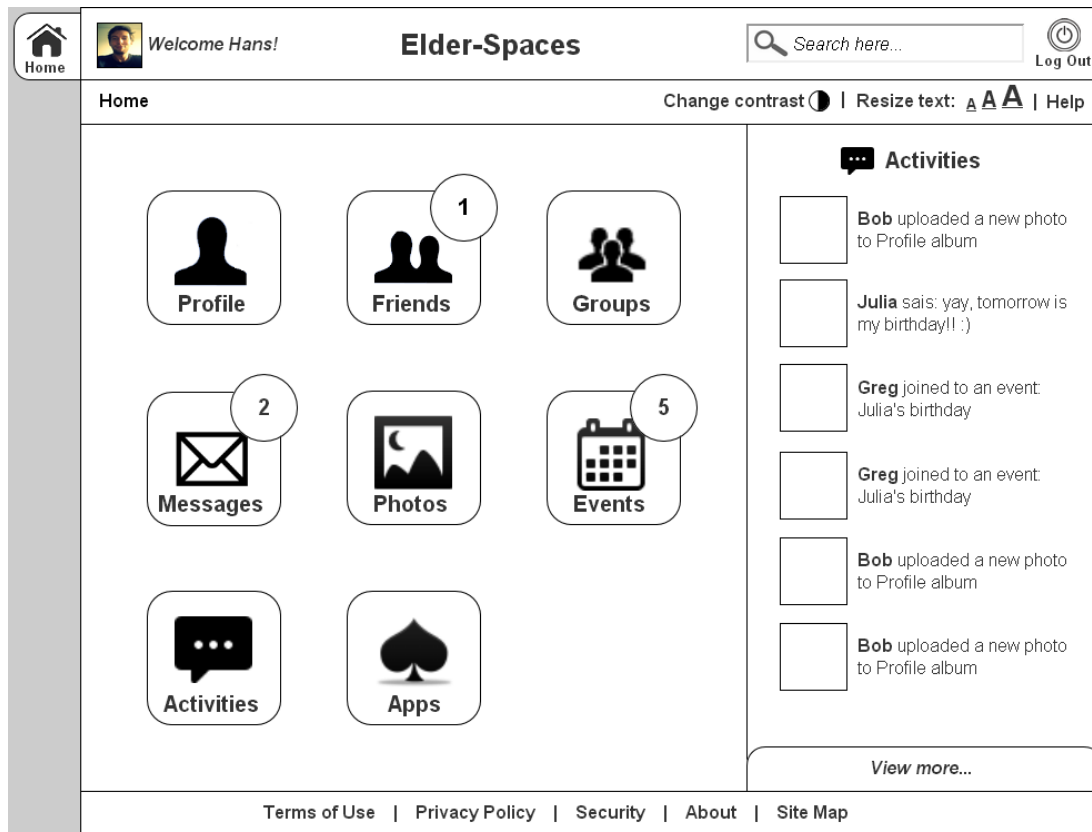 Home
Welcome Hans!
Elder-Spaces
Search here...
Log Out
Home
Change contrast | Resize text: A A A | Help
Profile
1
Friends
Groups
2
Messages
Photos
5
Events
Activities
Apps
Activities
Bob uploaded a new photo
to Profile album
Julia sais: yay, tomorrow is
my birthday!! :)
Greg joined to an event:
Julia's birthday
Greg joined to an event:
Julia's birthday
Bob uploaded a new photo
to Profile album
Bob uploaded a new photo
to Profile album
View more...
Terms of Use | Privacy Policy | Security | About | Site Map